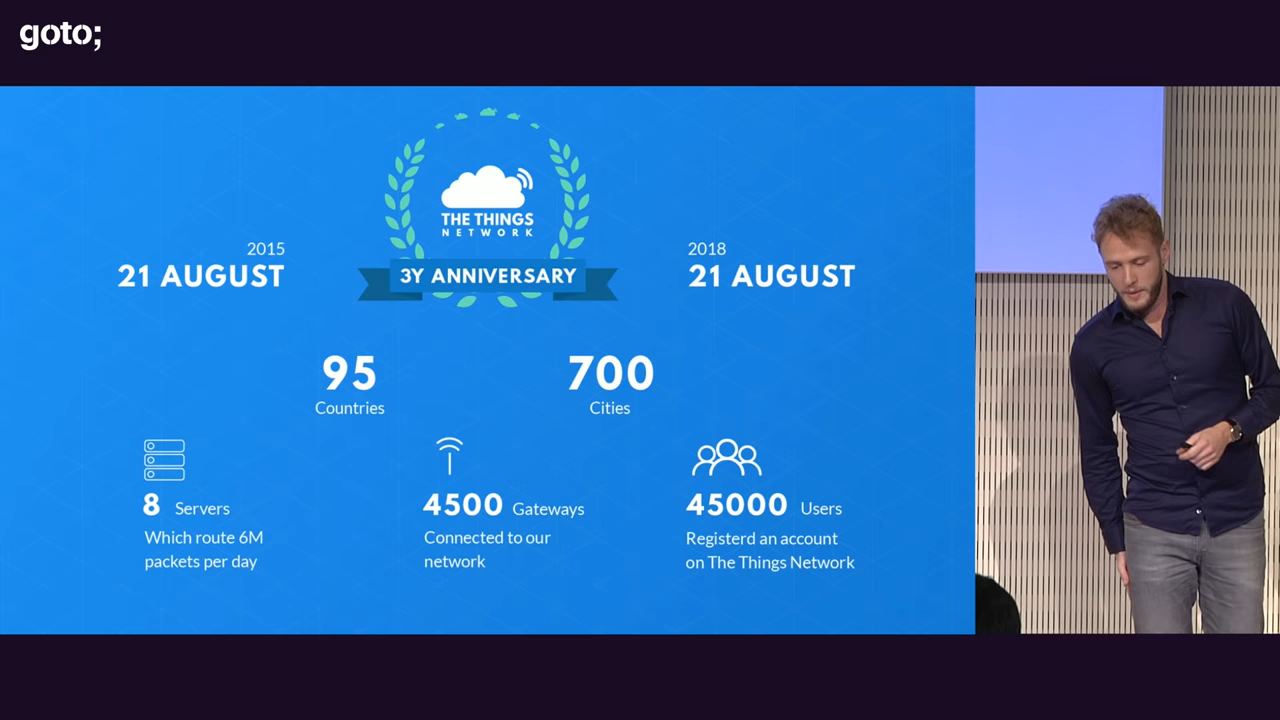 goto;
THE THINGS
NETWORK
3Y ANNIVERSARY
2015
21 AUGUST
2018
21 AUGUST
95
Countries
700
Cities
8 Servers
Which route 6M
packets per day
4500 Gateways
Connected to our
network
45000 Users
Registerd an account
on The Things Network